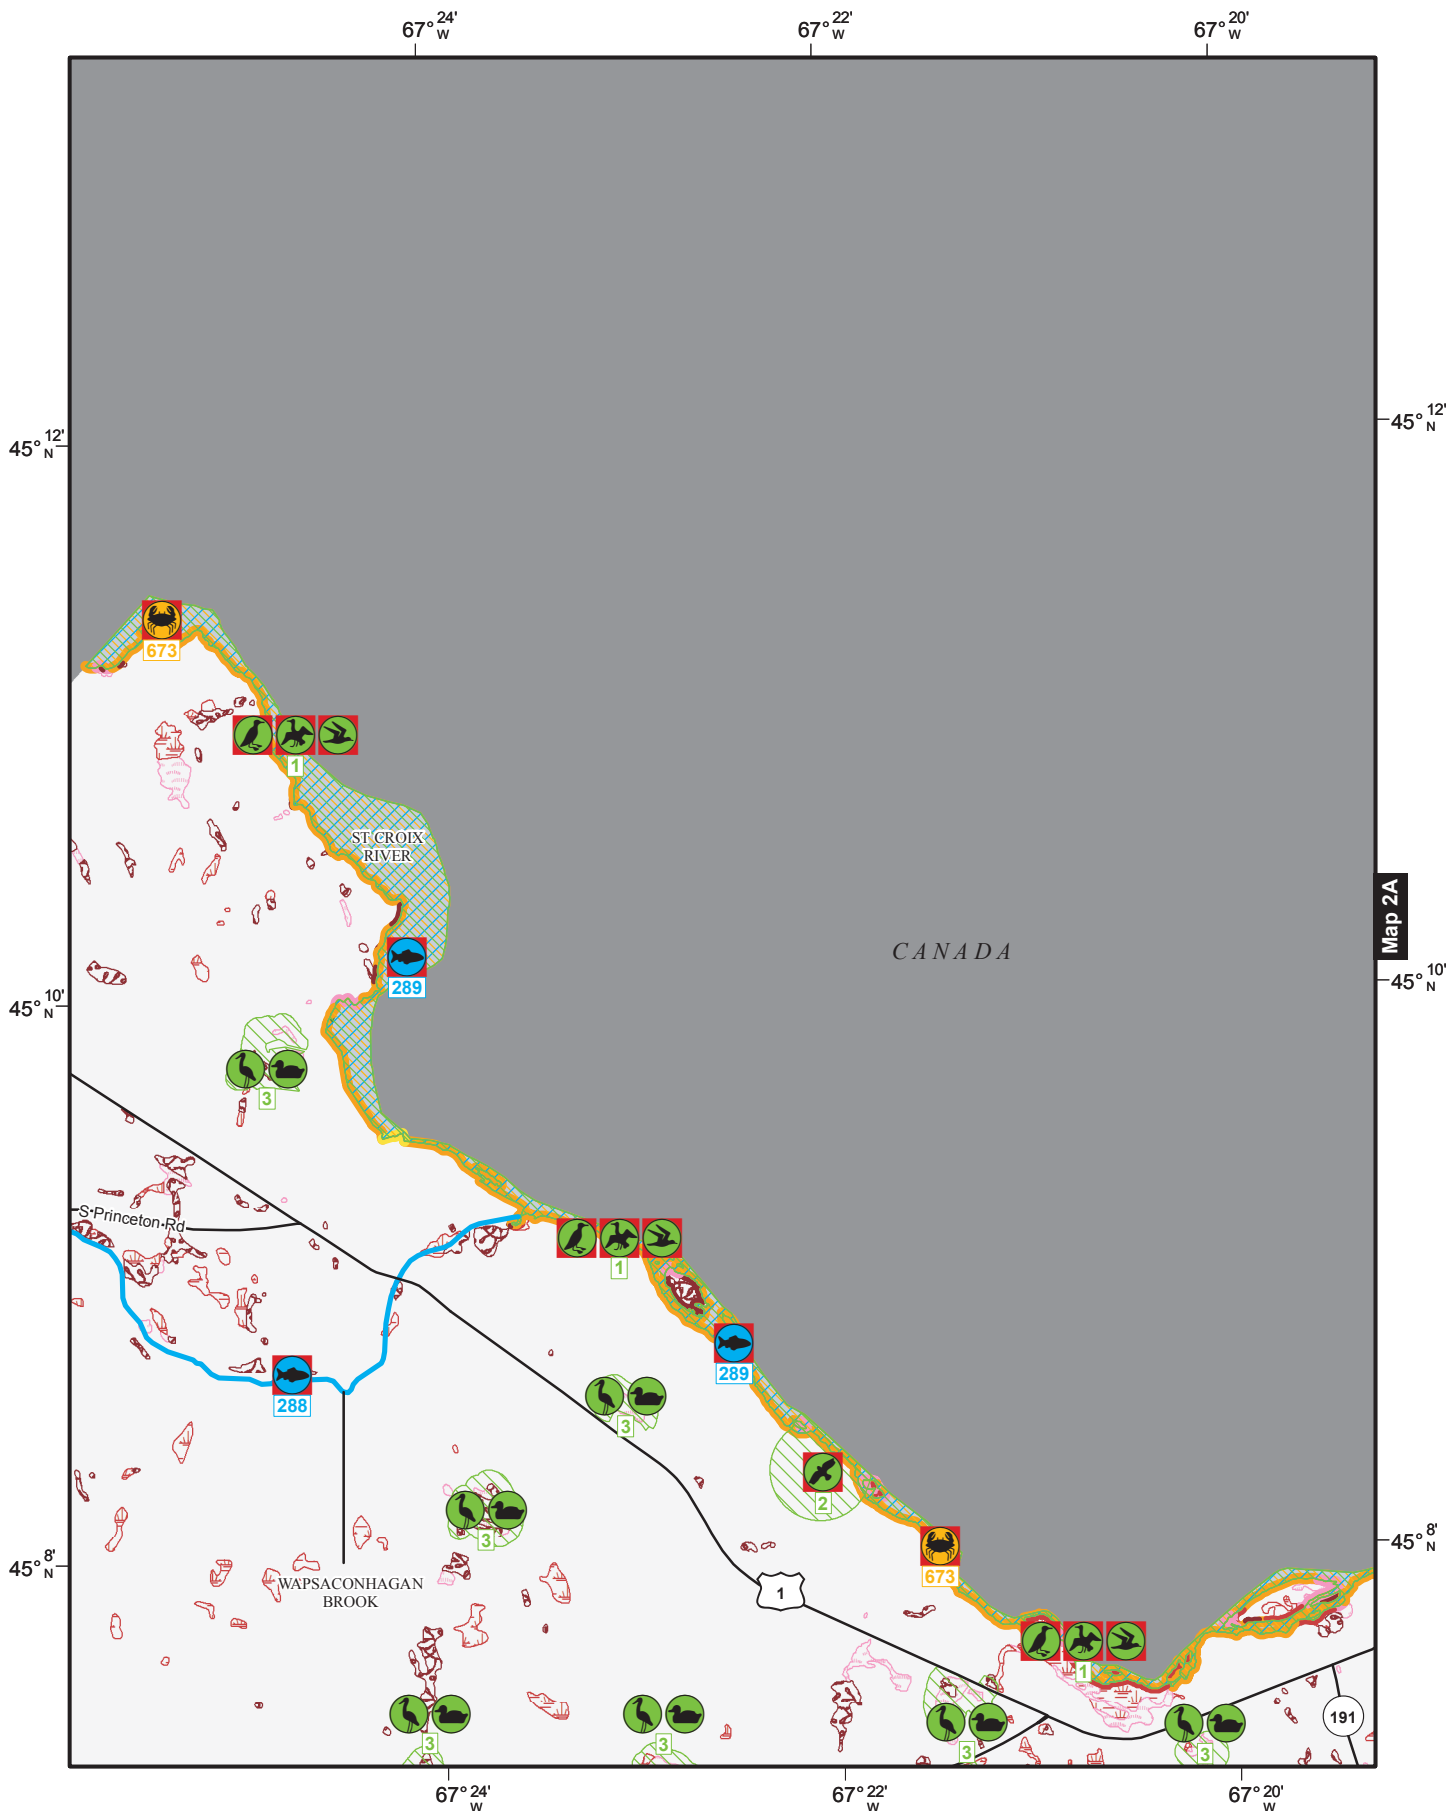 67° 24' W
67° 22' W
67° 20' W
45° 12' N
45° 12' N
673
1
ST CROIX
RIVER
Map 2A
CANADA
289
45° 10' N
45° 10' N
3
S Princeton Rd
1
289
288
3
2
3
45° 8' N
45° 8' N
673
WAPSACONHAGAN
BROOK
1
1
191
3
3
3
3
67° 24' W
67° 22' W
67° 20' W